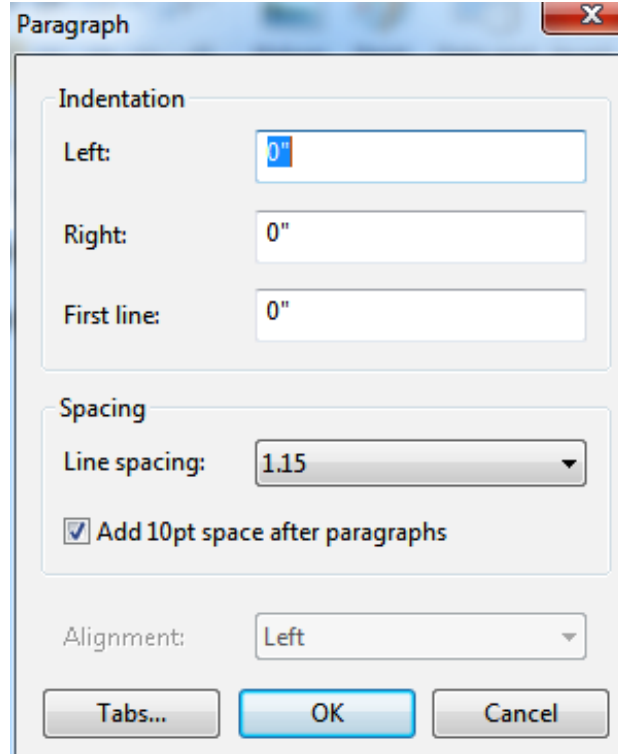 Paragraph
Indentation
Left: 0"
Right: 0"
First line: 0"
Spacing
Line spacing: 1.15
Add 10pt space after paragraphs
Alignment: Left
Tabs... OK Cancel